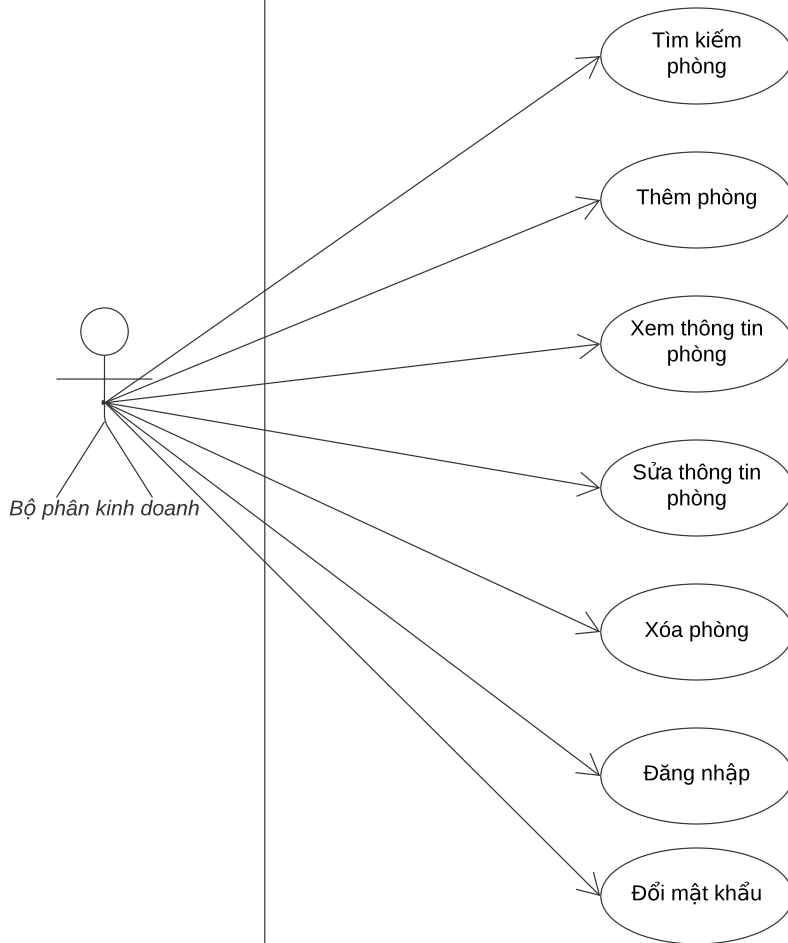 Tìm kiếm
phòng
Thêm phòng
Xem thông tin
phòng
Sửa thông tin
phòng
Bộ phân kinh doanh
Xóa phòng
Đăng nhập
Đổi mật khẩu